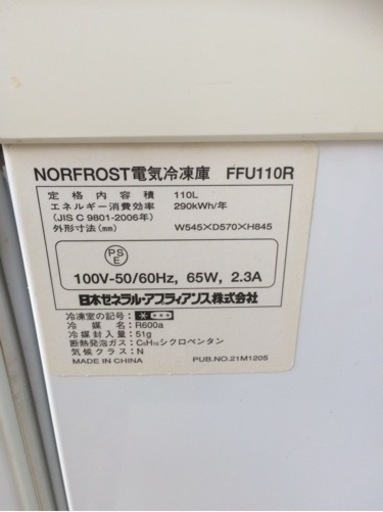 NORFROST電気冷凍庫 FFU110R
定格内容積 110L
エネルギー消費効率 290kWh/年
(JIS C 9801-2006年)
外形寸法(mm) W545×D570×H845
PS
E
100V-50/60Hz, 65W, 2.3A
日本ゼネラル・アプライアンス株式会社
冷凍室の記号: ****
冷媒名: R600a
冷媒封入量: 51g
断熱発泡ガス: C₅H₁₀シクロペンタン
気候クラス: N
MADE IN CHINA PUB.NO.21M1205